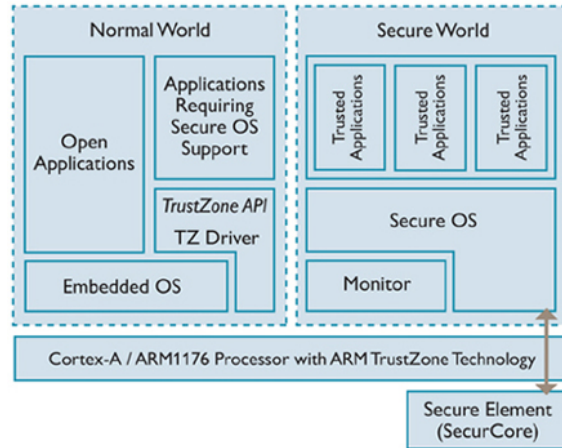 Normal World
Open
Applications
Applications
Requiring
Secure OS
Support
TrustZone API
TZ Driver
Embedded OS
Secure World
Trusted
Applications
Trusted
Applications
Trusted
Applications
Secure OS
Monitor
Cortex-A / ARM1176 Processor with ARM TrustZone Technology
Secure Element
(SecurCore)